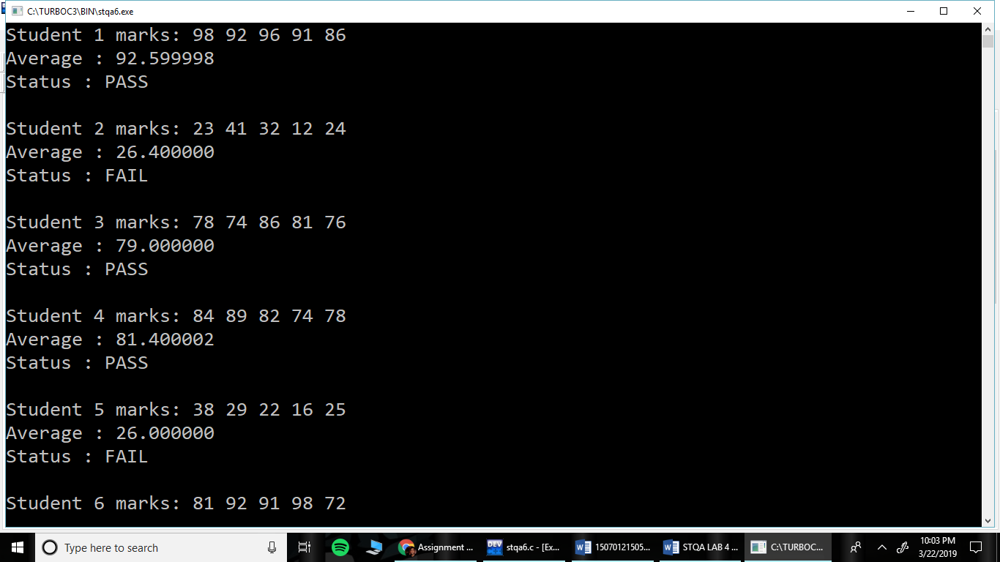 C:\TURBOC3\BIN\stqa6.exe
Student 1 marks: 98 92 96 91 86
Average : 92.599998
Status : PASS
Student 2 marks: 23 41 32 12 24
Average : 26.400000
Status : FAIL
Student 3 marks: 78 74 86 81 76
Average : 79.000000
Status : PASS
Student 4 marks: 84 89 82 74 78
Average : 81.400002
Status : PASS
Student 5 marks: 38 29 22 16 25
Average : 26.000000
Status : FAIL
Student 6 marks: 81 92 91 98 72
Type here to search
Assignment ...
DEV
stqa6.c - [Ex...
15070121505...
STQA LAB 4 ...
C:\TURBOC...
10:03 PM
3/22/2019